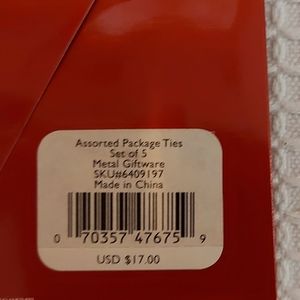 Assorted Package Ties
Set of 5
Metal Giftware
SKU#6409197
Made in China
0 70357 47675 9
USD $17.00